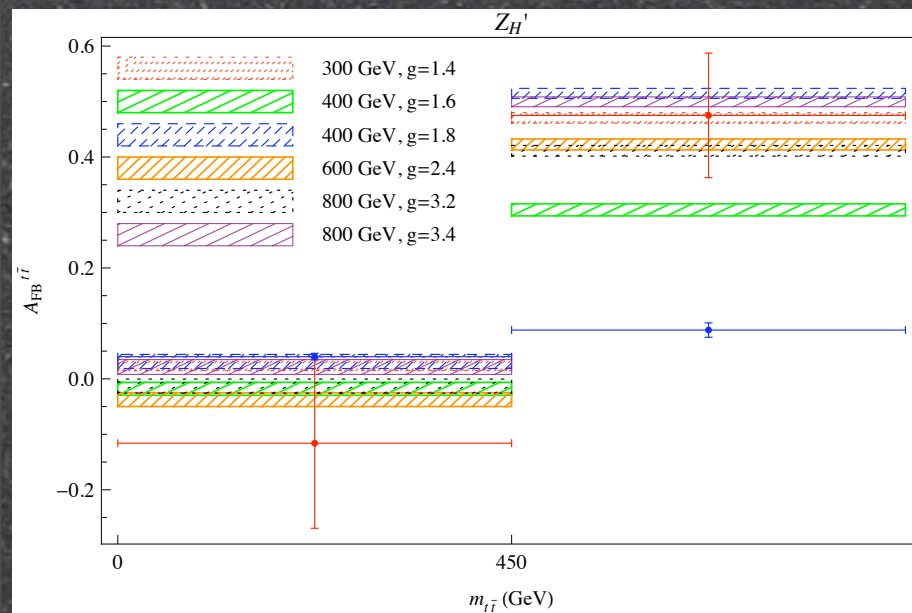 Z_H'
0.6
0.4
0.2
0.0
−0.2
A_FB^{tt̄}
300 GeV, g=1.4
400 GeV, g=1.6
400 GeV, g=1.8
600 GeV, g=2.4
800 GeV, g=3.2
800 GeV, g=3.4
0 450
m_{tt̄} (GeV)